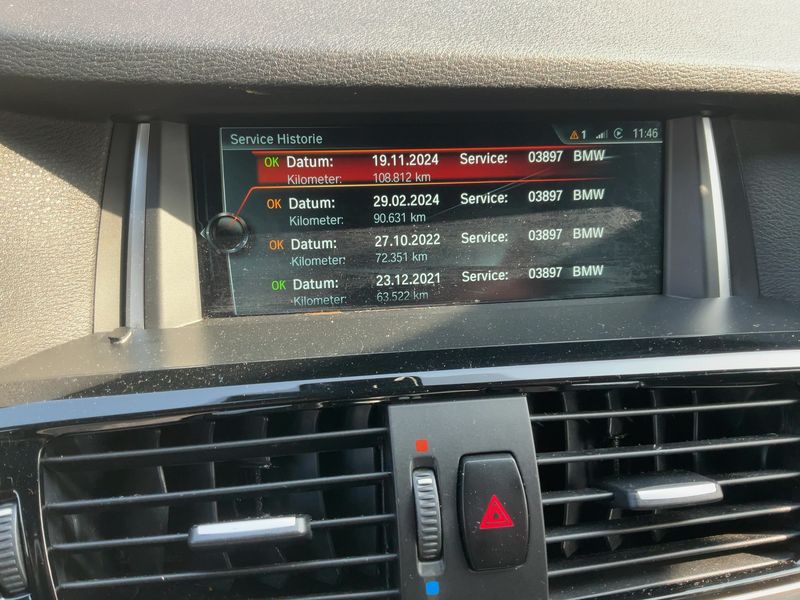 Service Historie
1 11:46
OK Datum: 19.11.2024 Service: 03897 BMW
Kilometer: 108.812 km
OK Datum: 29.02.2024 Service: 03897 BMW
Kilometer: 90.631 km
OK Datum: 27.10.2022 Service: 03897 BMW
Kilometer: 72.351 km
OK Datum: 23.12.2021 Service: 03897 BMW
Kilometer: 63.522 km